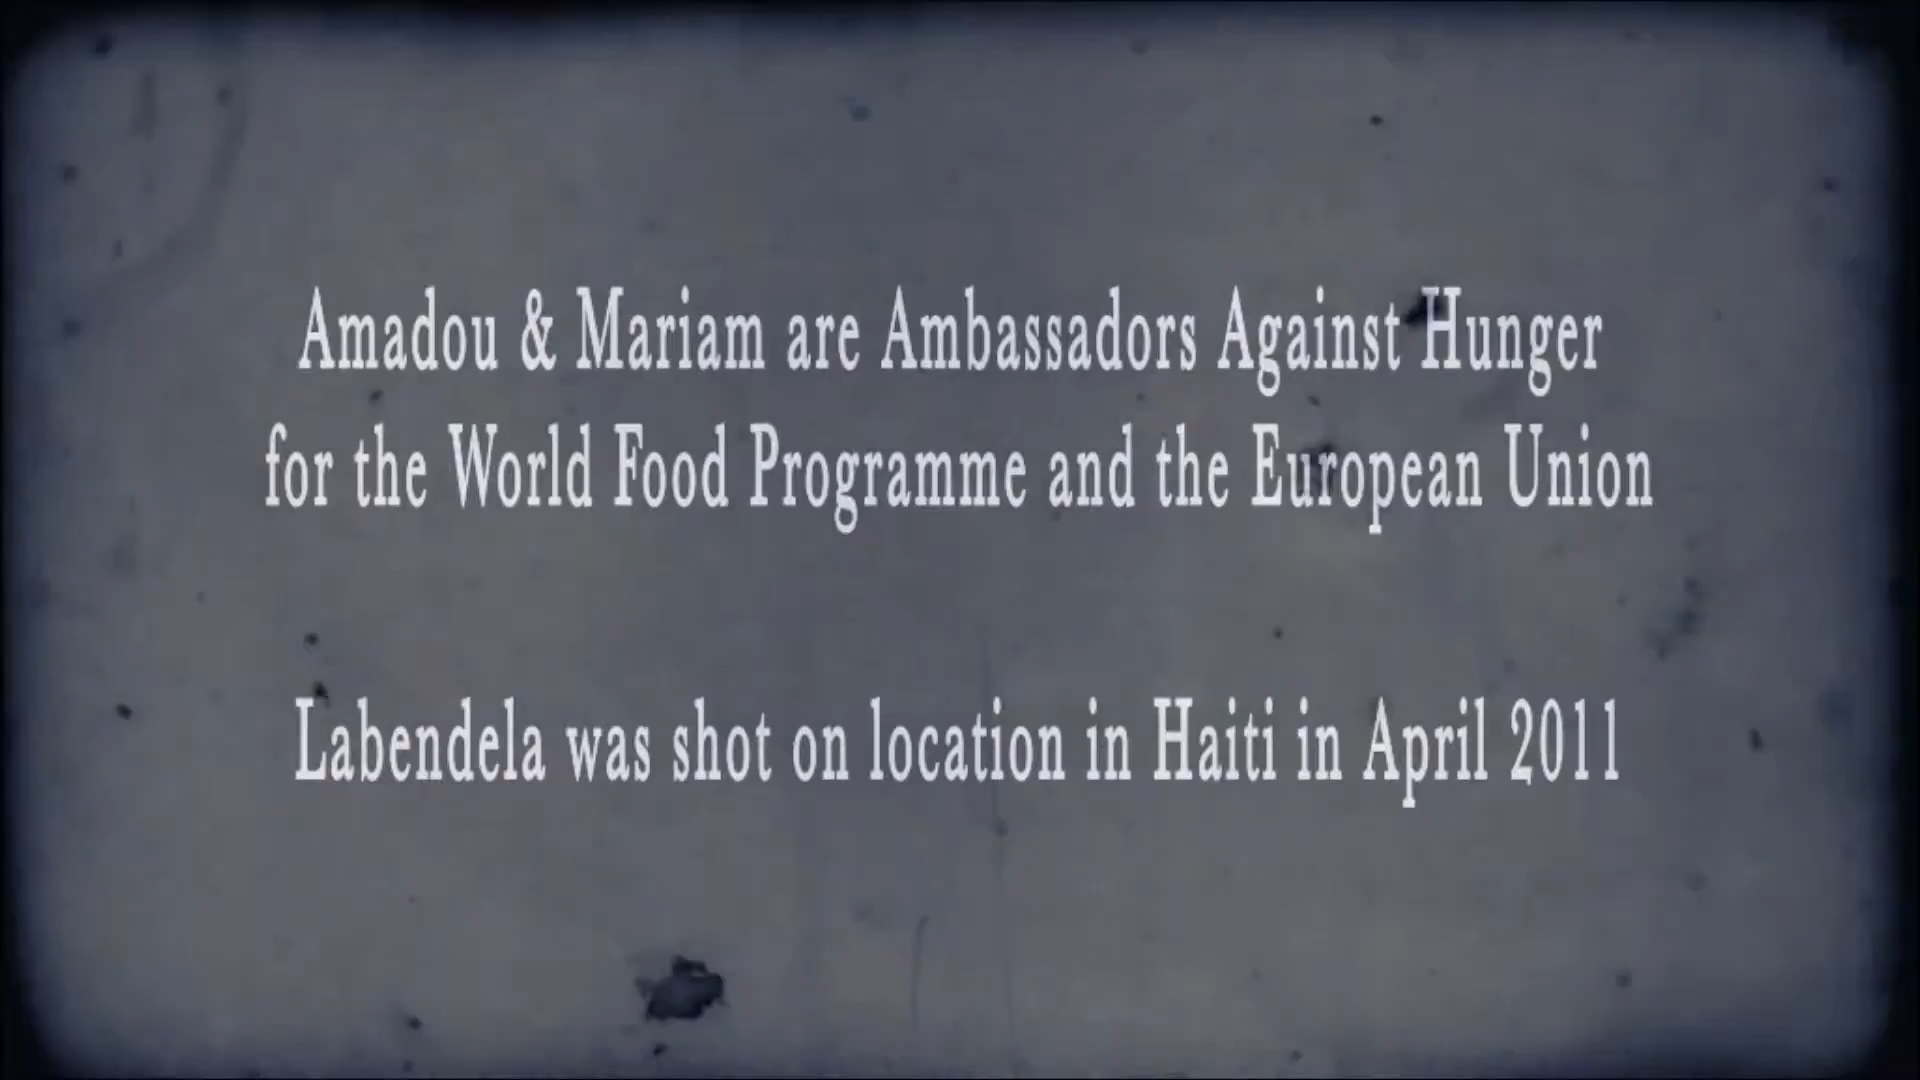 Amadou & Mariam are Ambassadors Against Hunger
for the World Food Programme and the European Union
Labendela was shot on location in Haiti in April 2011